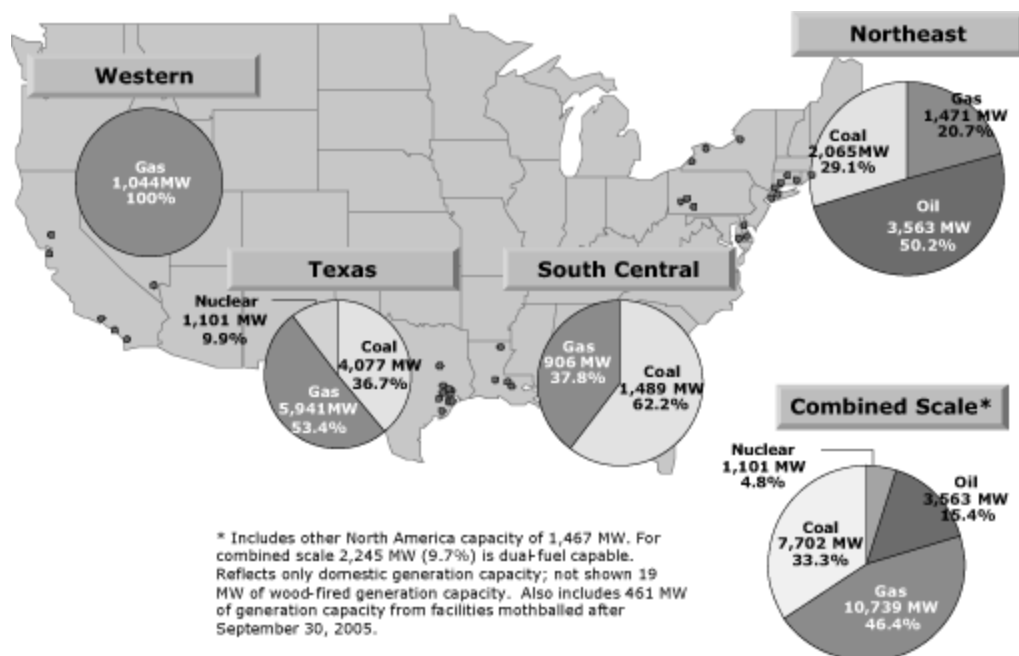 Northeast
Gas
1,471 MW
20.7%
Coal
2,065MW
29.1%
Oil
3,563 MW
50.2%
Western
Gas
1,044MW
100%
Texas
Nuclear
1,101 MW
9.9%
Coal
4,077 MW
36.7%
Gas
5,941MW
53.4%
South Central
Gas
906 MW
37.8%
Coal
1,489 MW
62.2%
Combined Scale*
Nuclear
1,101 MW
4.8%
Oil
3,563 MW
15.4%
Coal
7,702 MW
33.3%
Gas
10,739 MW
46.4%
* Includes other North America capacity of 1,467 MW. For
combined scale 2,245 MW (9.7%) is dual-fuel capable.
Reflects only domestic generation capacity; not shown 19
MW of wood-fired generation capacity. Also includes 461 MW
of generation capacity from facilities mothballed after
September 30, 2005.